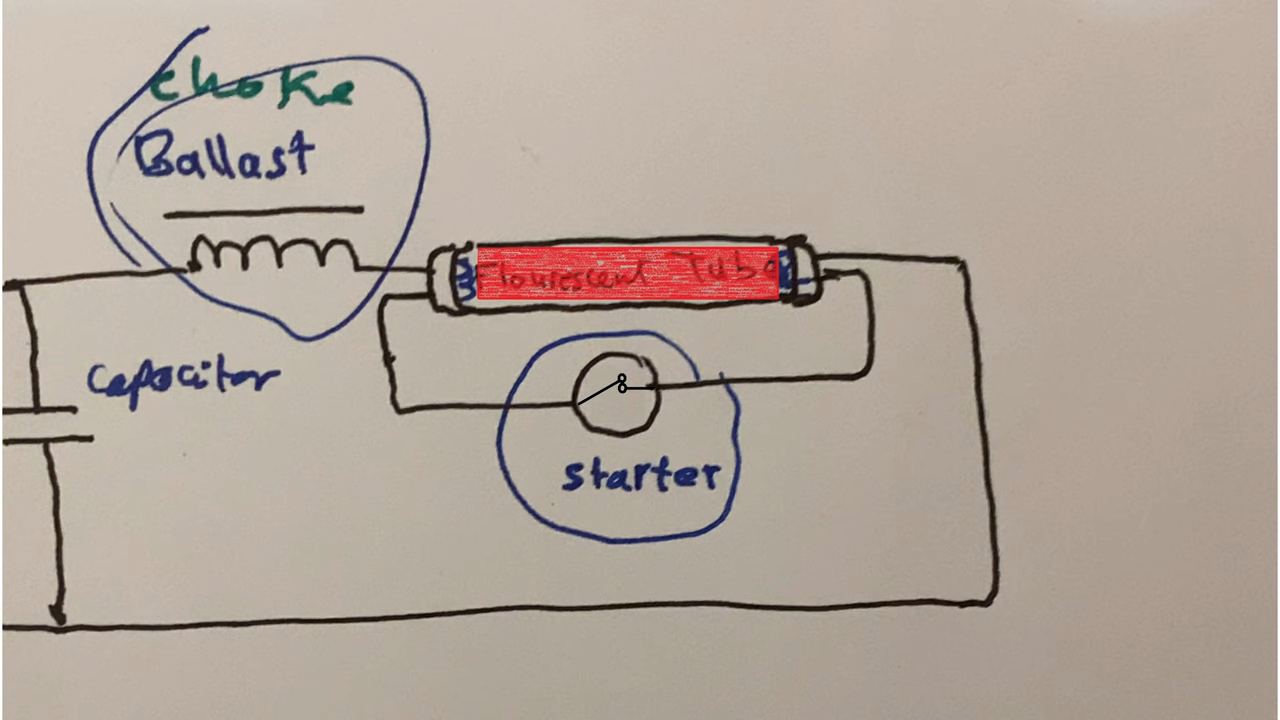 choke
Ballast
Flourescent Tube
capacitor
starter